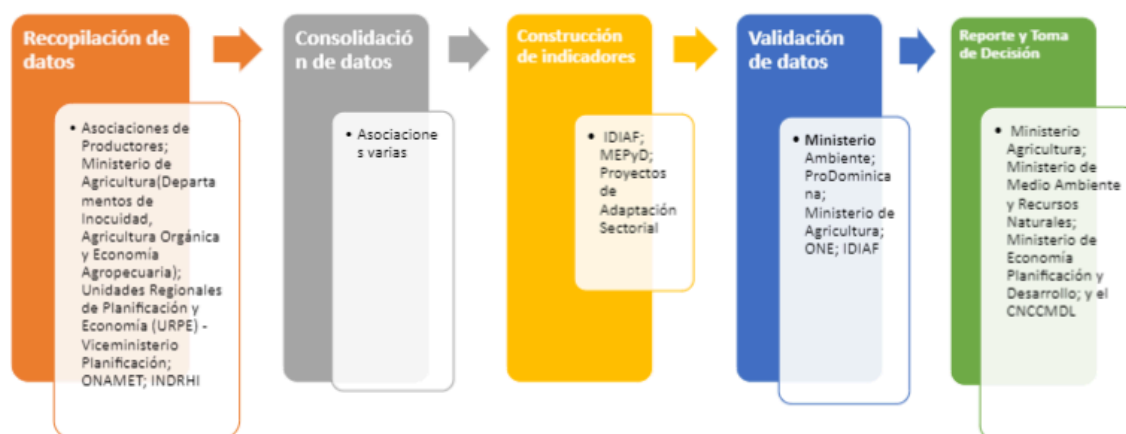 Recopilación de
datos
• Asociaciones de
Productores;
Ministerio de
Agricultura(Departa
mentos de
Inocuidad,
Agricultura Orgánica
y Economía
Agropecuaria);
Unidades Regionales
de Planificación y
Economía (URPE) -
Viceministerio
Planificación;
ONAMET; INDRHI
Consolidació
n de datos
• Asociacione
s varias
Construcción
de indicadores
• IDIAF;
MEPyD;
Proyectos
de
Adaptación
Sectorial
Validación
de datos
• Ministerio
Ambiente;
ProDominica
na;
Ministerio de
Agricultura;
ONE; IDIAF
Reporte y Toma
de Decisión
• Ministerio
Agricultura;
Ministerio de
Medio Ambiente
y Recursos
Naturales;
Ministerio de
Economía
Planificación y
Desarrollo; y el
CNCCMDL